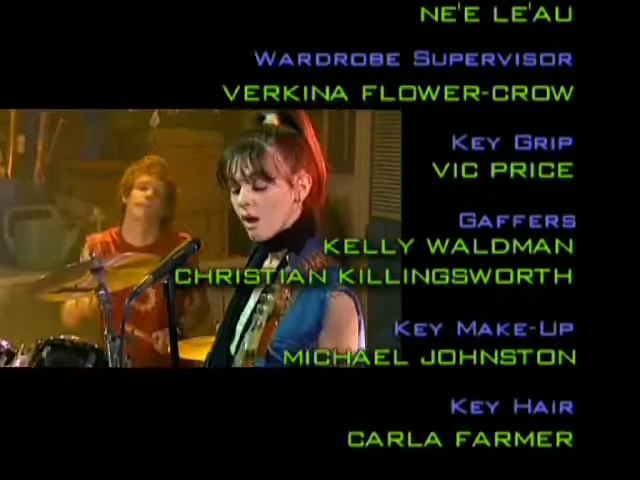 NE'E LE'AU
WARDROBE SUPERVISOR
VERKINA FLOWER-CROW
KEY GRIP
VIC PRICE
GAFFERS
KELLY WALDMAN
CHRISTIAN KILLINGSWORTH
KEY MAKE-UP
MICHAEL JOHNSTON
KEY HAIR
CARLA FARMER